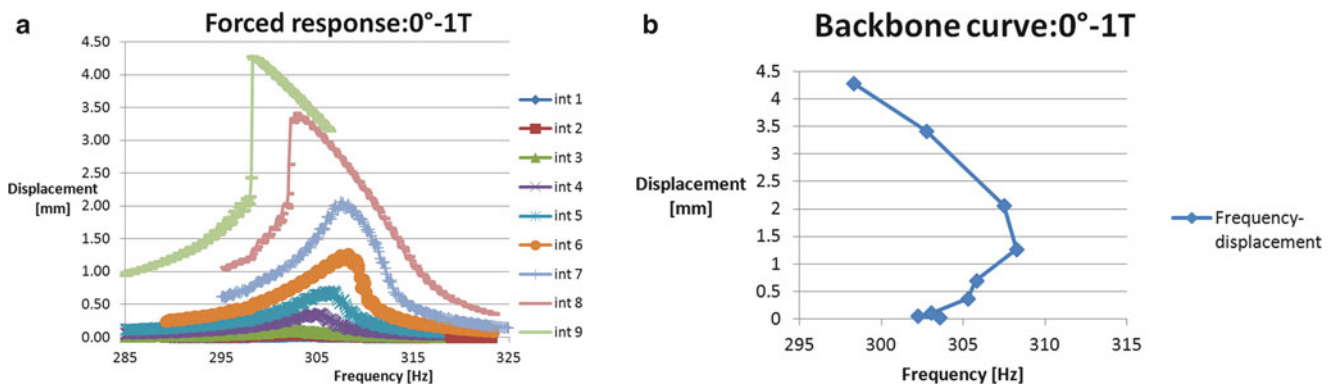 a
Forced response:0°-1T
4.50
4.00
3.50
3.00
2.50
2.00
1.50
1.00
0.50
0.00
Displacement
[mm]
285 295 305 315 325
Frequency [Hz]
int 1
int 2
int 3
int 4
int 5
int 6
int 7
int 8
int 9
b
Backbone curve:0°-1T
4.5
4
3.5
3
2.5
2
1.5
1
0.5
0
Displacement
[mm]
295 300 305 310 315
Frequency [Hz]
Frequency-
displacement